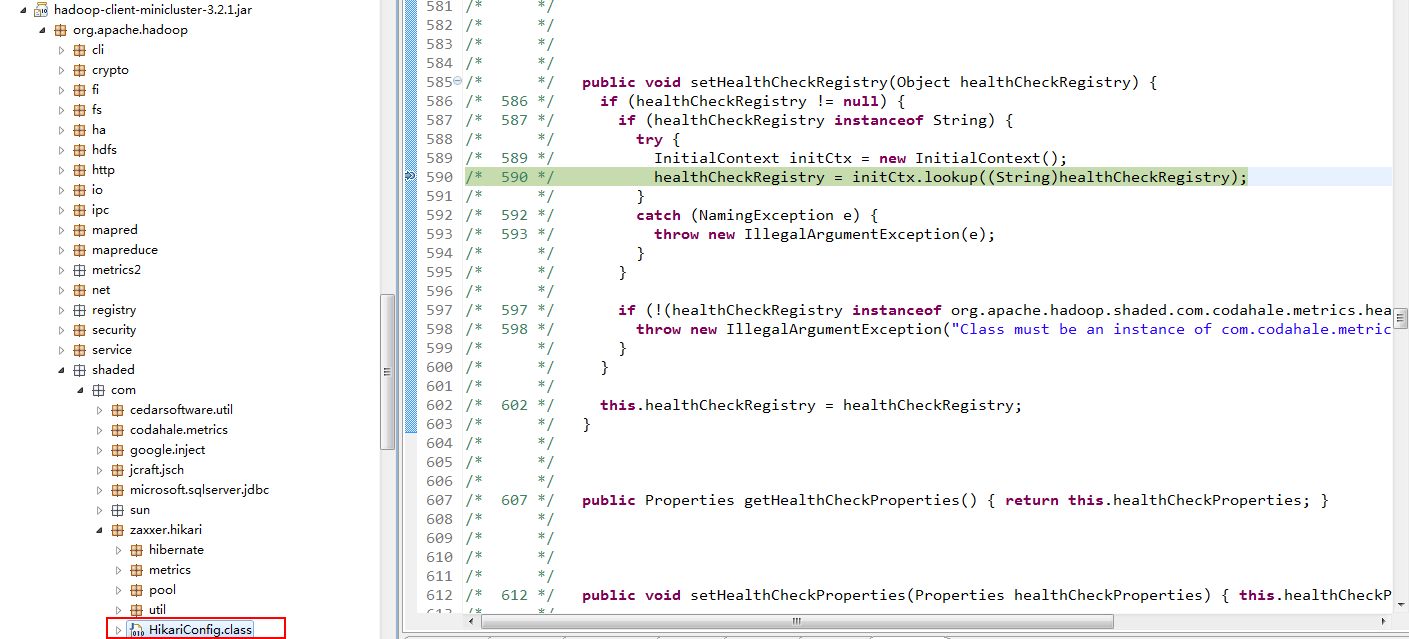 hadoop-client-minicluster-3.2.1.jar
org.apache.hadoop
cli
crypto
fi
fs
ha
hdfs
http
io
ipc
mapred
mapreduce
metrics2
net
registry
security
service
shaded
com
cedarsoftware.util
codahale.metrics
google.inject
jcraft.jsch
microsoft.sqlserver.jdbc
sun
zaxxer.hikari
hibernate
metrics
pool
util
HikariConfig.class
581 /*       */
582 /*       */
583 /*       */
584 /*       */
585 /*       */   public void setHealthCheckRegistry(Object healthCheckRegistry) {
586 /*  586 */     if (healthCheckRegistry != null) {
587 /*  587 */       if (healthCheckRegistry instanceof String) {
588 /*       */         try {
589 /*  589 */           InitialContext initCtx = new InitialContext();
590 /*  590 */           healthCheckRegistry = initCtx.lookup((String)healthCheckRegistry);
591 /*       */         }
592 /*  592 */         catch (NamingException e) {
593 /*  593 */           throw new IllegalArgumentException(e);
594 /*       */         }
595 /*       */       }
596 /*       */
597 /*  597 */       if (!(healthCheckRegistry instanceof org.apache.hadoop.shaded.com.codahale.metrics.hea
598 /*  598 */         throw new IllegalArgumentException("Class must be an instance of com.codahale.metric
599 /*       */       }
600 /*       */     }
601 /*       */
602 /*  602 */     this.healthCheckRegistry = healthCheckRegistry;
603 /*       */   }
604 /*       */
605 /*       */
606 /*       */
607 /*  607 */   public Properties getHealthCheckProperties() { return this.healthCheckProperties; }
608 /*       */
609 /*       */
610 /*       */
611 /*       */
612 /*  612 */   public void setHealthCheckProperties(Properties healthCheckProperties) { this.healthCheckP